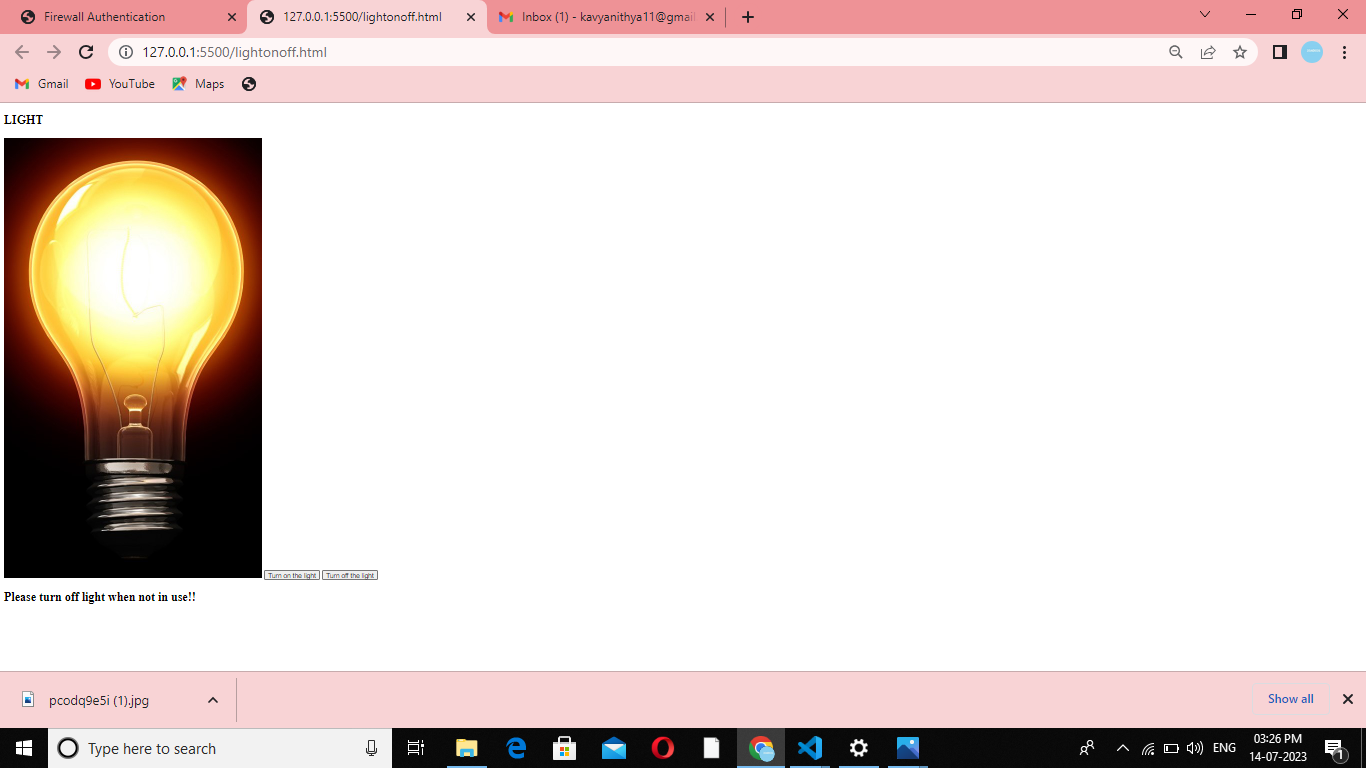 Firewall Authentication
127.0.0.1:5500/lightonoff.html
Inbox (1) - kavyanithya11@gmai
127.0.0.1:5500/lightonoff.html
Gmail
YouTube
Maps
LIGHT
Turn on the light
Turn off the light
Please turn off light when not in use!!
pcodq9e5i (1).jpg
Show all
Type here to search
ENG
03:26 PM
14-07-2023
1